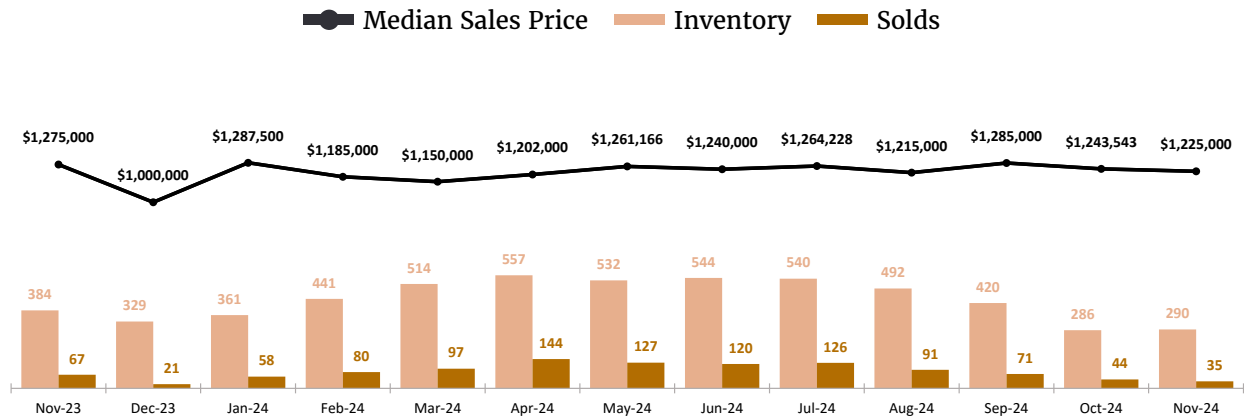 Median Sales Price Inventory Solds
$1,275,000 $1,000,000 $1,287,500 $1,185,000 $1,150,000 $1,202,000 $1,261,166 $1,240,000 $1,264,228 $1,215,000 $1,285,000 $1,243,543 $1,225,000
384 329 361 441 514 557 532 544 540 492 420 286 290
67 21 58 80 97 144 127 120 126 91 71 44 35
Nov-23 Dec-23 Jan-24 Feb-24 Mar-24 Apr-24 May-24 Jun-24 Jul-24 Aug-24 Sep-24 Oct-24 Nov-24